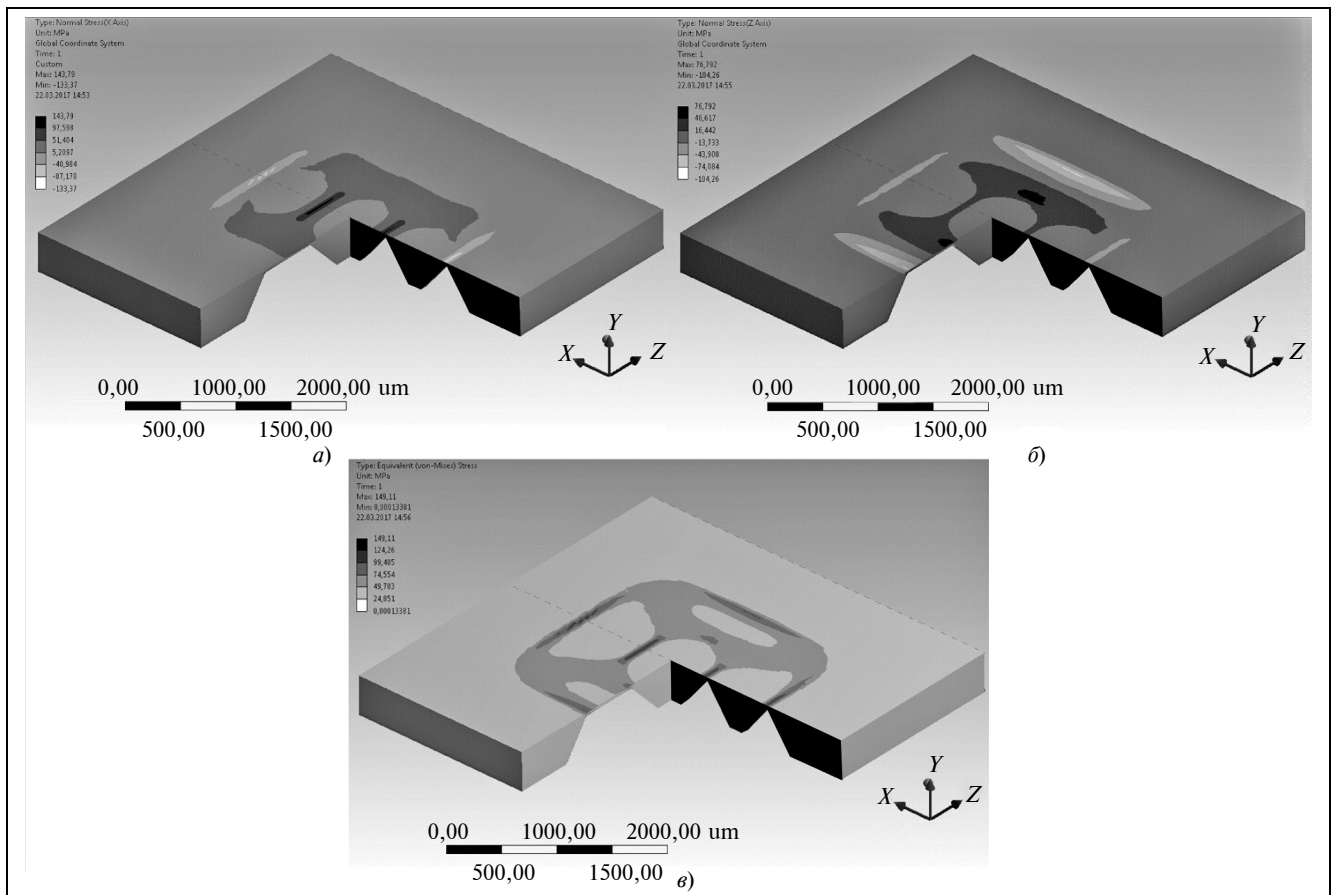 Type: Normal Stress(X Axis)
Unit: MPa
Global Coordinate System
Time: 1
Custom
Max: 143,79
Min: -133,37
22.03.2017 14:53
143,79
97,598
51,404
5,2097
-40,984
-87,178
-133,37
X
Y
Z
0,00 1000,00 2000,00 um
500,00 1500,00
а)
Type: Normal Stress(Z Axis)
Unit: MPa
Global Coordinate System
Time: 1
Max: 76,792
Min: -104,26
22.03.2017 14:55
76,792
46,617
16,442
-13,733
-43,908
-74,084
-104,26
X
Y
Z
0,00 1000,00 2000,00 um
500,00 1500,00
б)
Type: Equivalent (von-Mises) Stress
Unit: MPa
Time: 1
Max: 149,11
Min: 0,00013381
22.03.2017 14:56
149,11
124,26
99,405
74,554
49,703
24,851
0,00013381
X
Y
Z
0,00 1000,00 2000,00 um
500,00 1500,00
в)